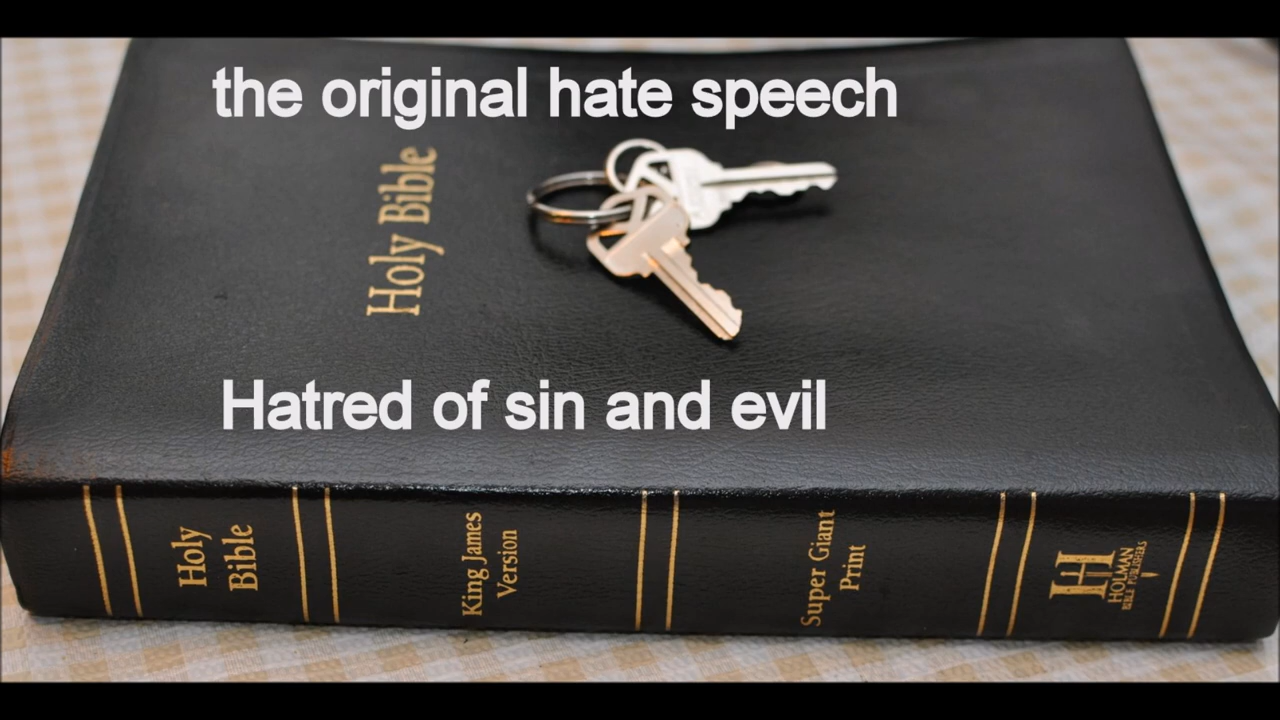 the original hate speech
Holy Bible
Hatred of sin and evil
Holy
Bible
King James
Version
Super Giant
Print
H
HOLMAN
BIBLE PUBLISHERS